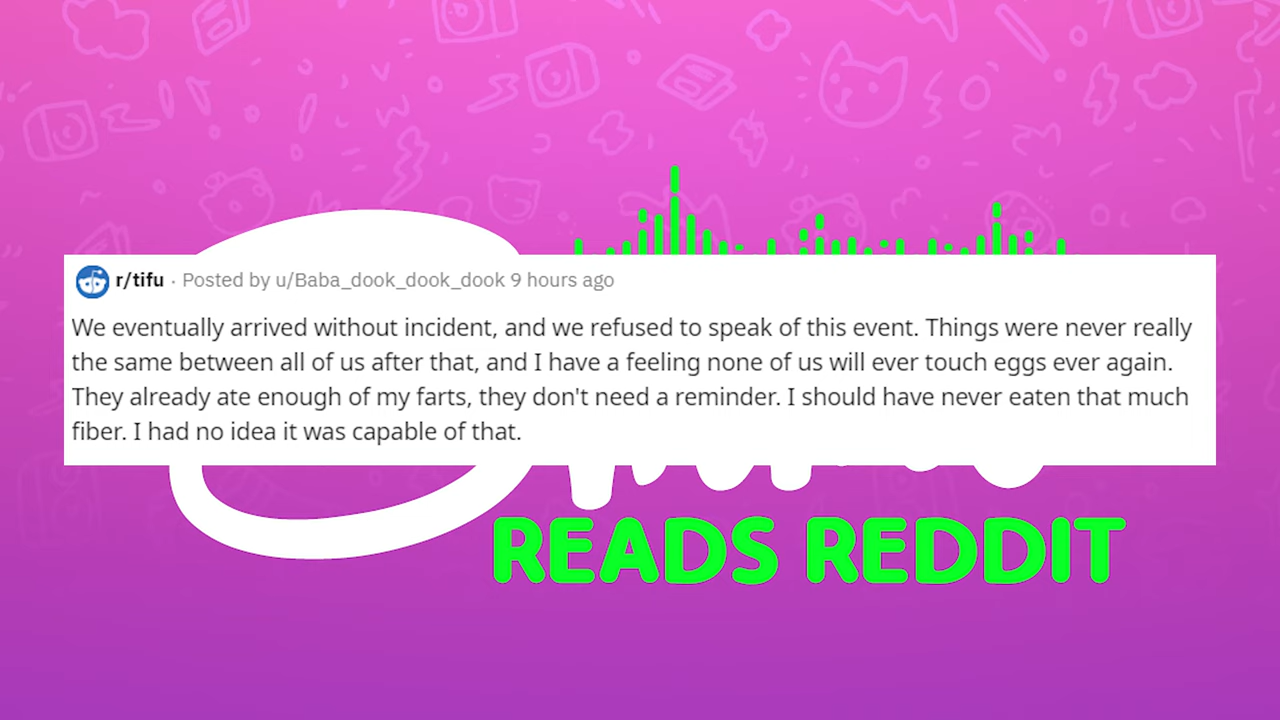 r/tifu · Posted by u/Baba_dook_dook_dook 9 hours ago
We eventually arrived without incident, and we refused to speak of this event. Things were never really
the same between all of us after that, and I have a feeling none of us will ever touch eggs ever again.
They already ate enough of my farts, they don't need a reminder. I should have never eaten that much
fiber. I had no idea it was capable of that.
READS REDDIT